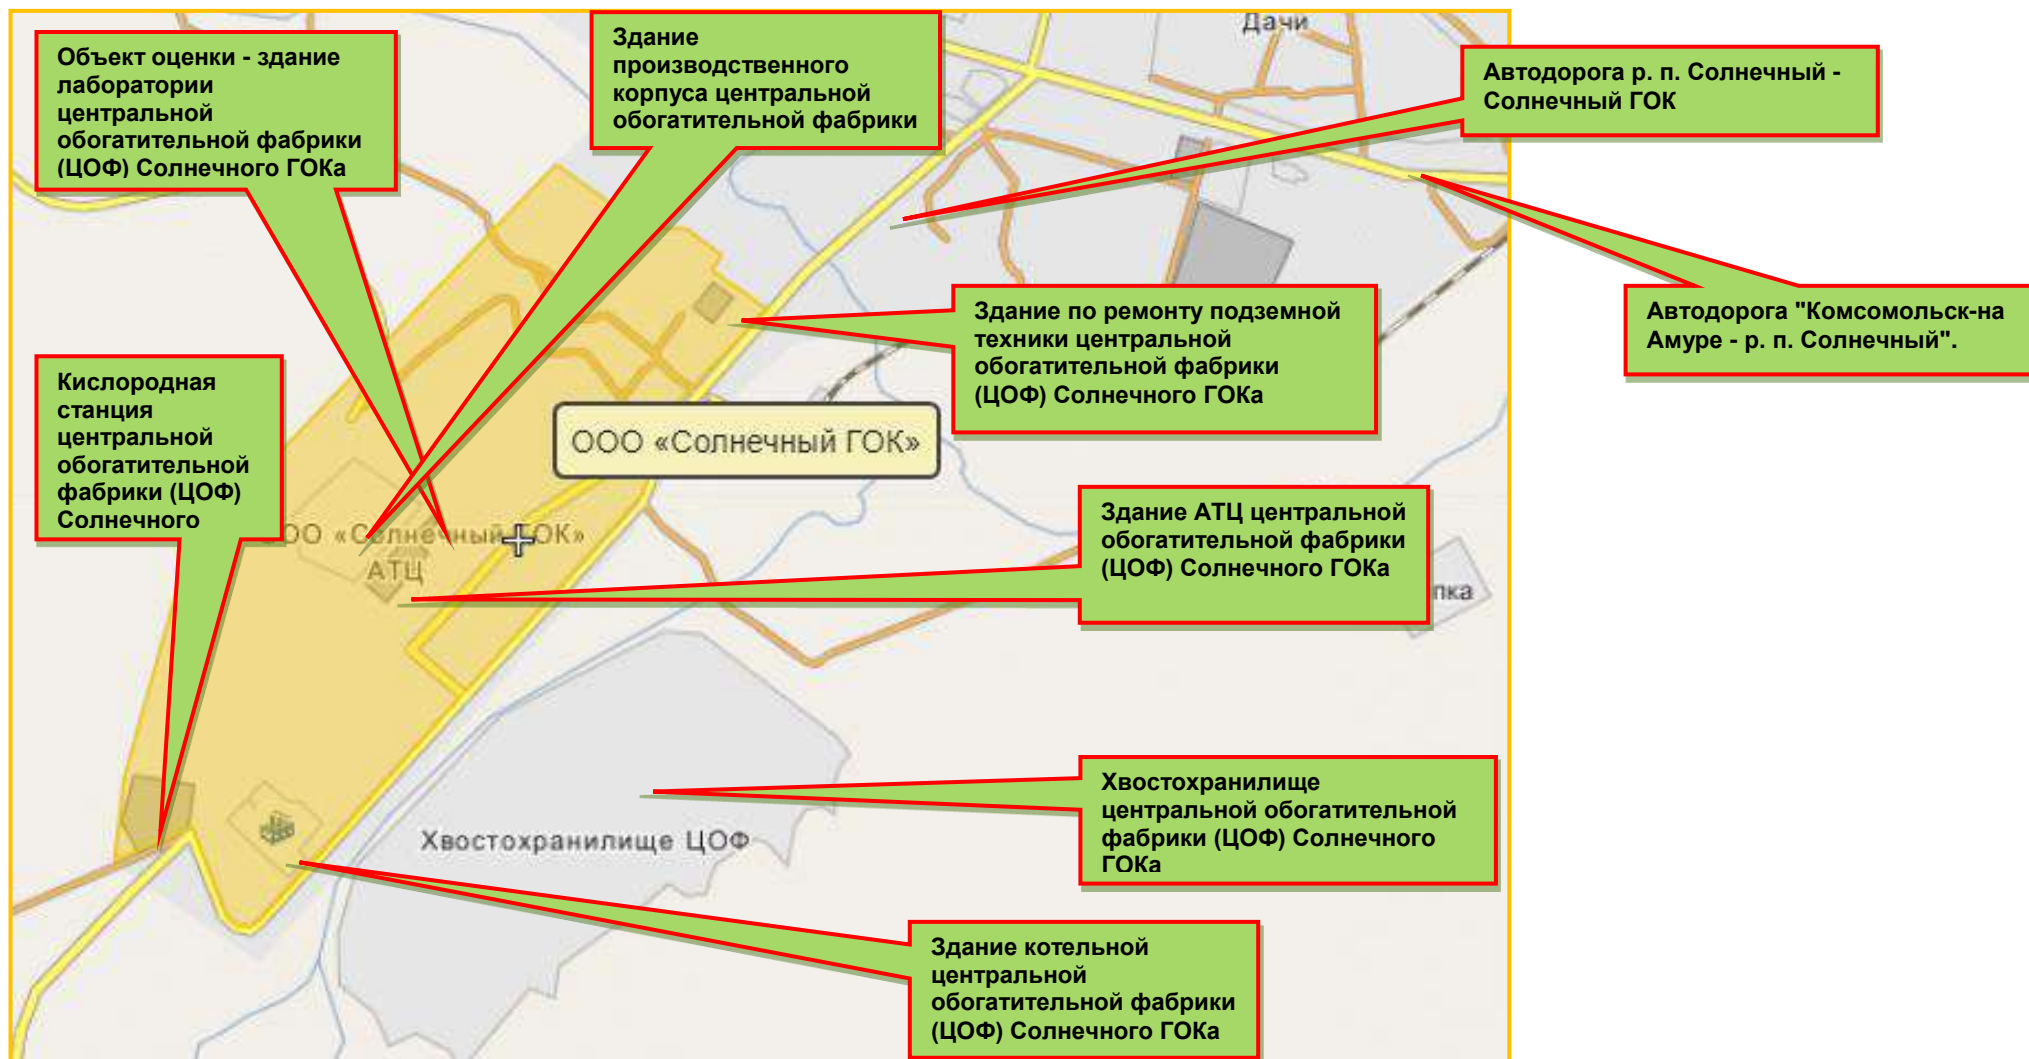 Объект оценки - здание
лаборатории
центральной
обогатительной фабрики
(ЦОФ) Солнечного ГОКа
Здание
производственного
корпуса центральной
обогатительной фабрики
Дачи
Автодорога р. п. Солнечный -
Солнечный ГОК
Автодорога "Комсомольск-на
Амуре - р. п. Солнечный".
Здание по ремонту подземной
техники центральной
обогатительной фабрики
(ЦОФ) Солнечного ГОКа
Кислородная
станция
центральной
обогатительной
фабрики (ЦОФ)
Солнечного
ООО «Солнечный ГОК»
ООО «Солнечный ГОК»
АТЦ
Здание АТЦ центральной
обогатительной фабрики
(ЦОФ) Солнечного ГОКа
Хвостохранилище
центральной обогатительной
фабрики (ЦОФ) Солнечного
ГОКа
Хвостохранилище ЦОФ
Здание котельной
центральной
обогатительной фабрики
(ЦОФ) Солнечного ГОКа